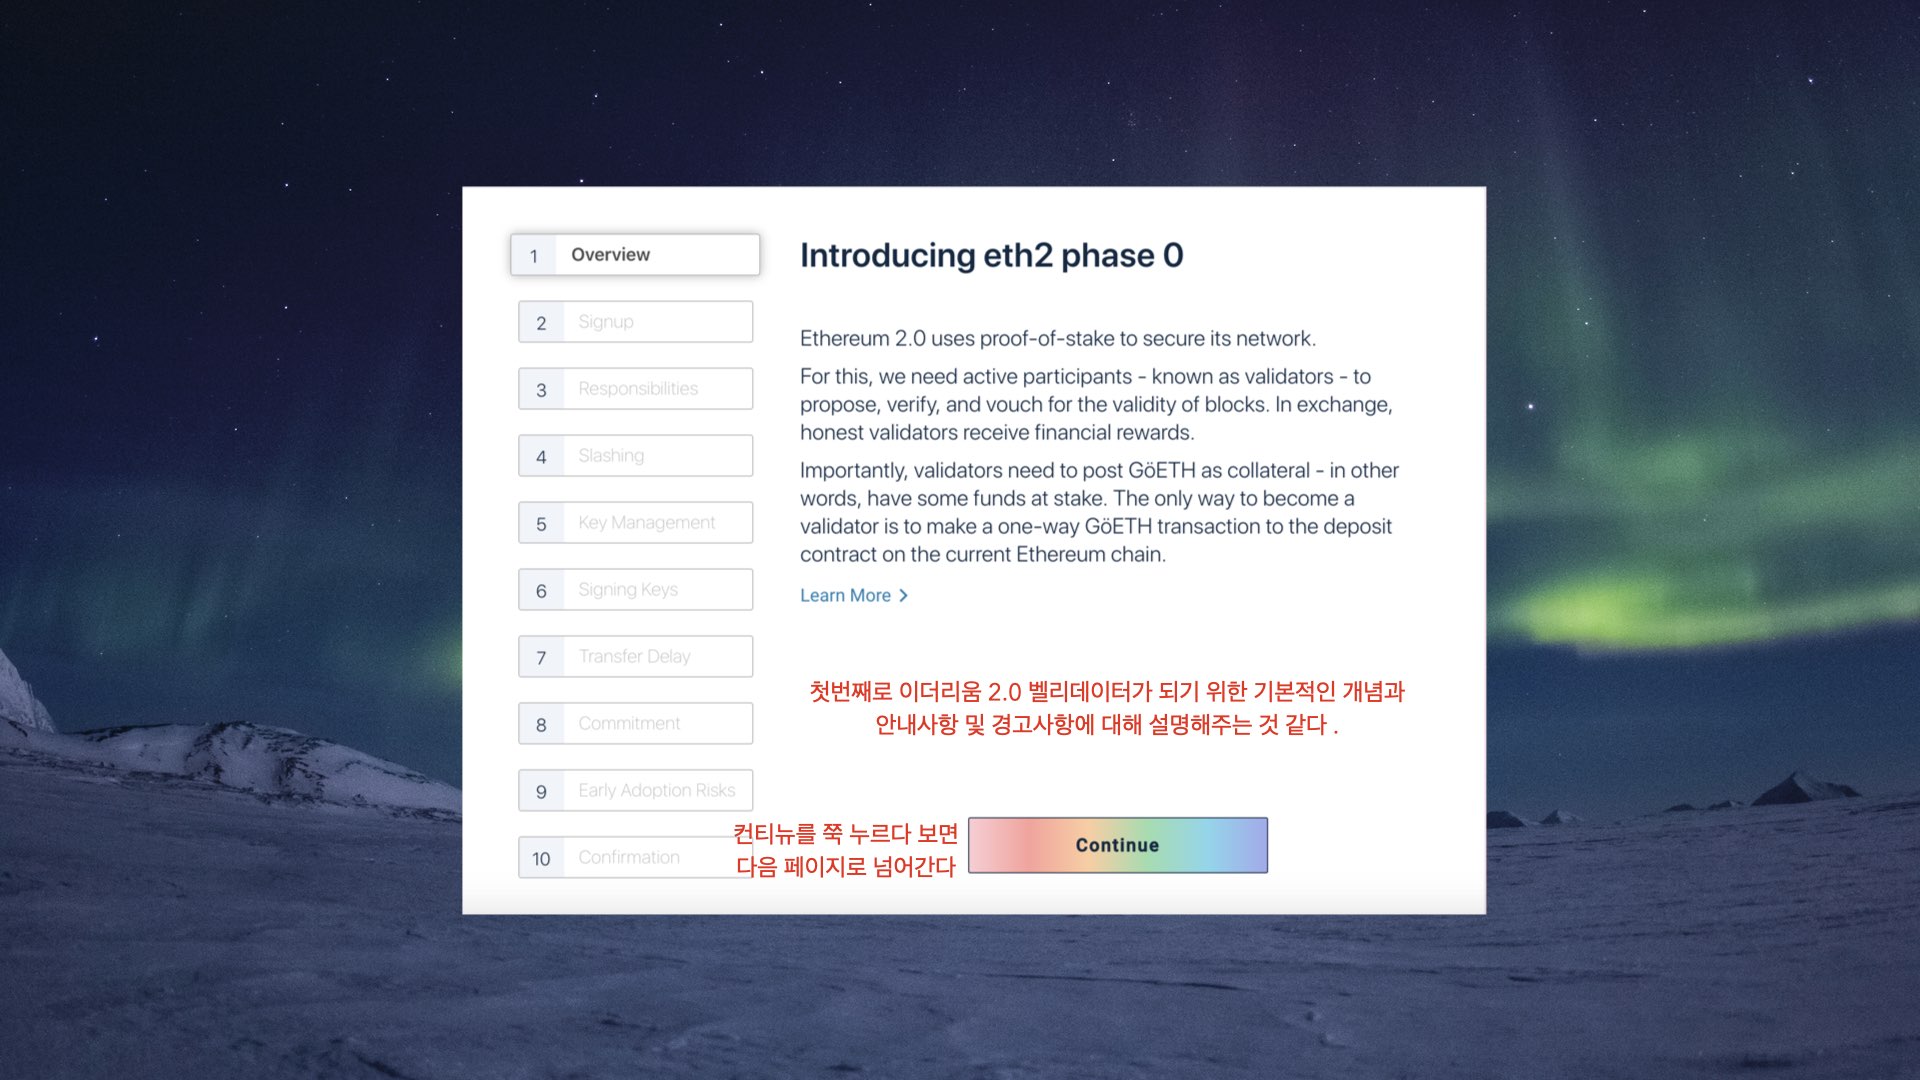 1 Overview
2 Signup
3 Responsibilities
4 Slashing
5 Key Management
6 Signing Keys
7 Transfer Delay
8 Commitment
9 Early Adoption Risks
10 Confirmation
Introducing eth2 phase 0
Ethereum 2.0 uses proof-of-stake to secure its network.
For this, we need active participants - known as validators - to
propose, verify, and vouch for the validity of blocks. In exchange,
honest validators receive financial rewards.
Importantly, validators need to post GöETH as collateral - in other
words, have some funds at stake. The only way to become a
validator is to make a one-way GöETH transaction to the deposit
contract on the current Ethereum chain.
Learn More >
첫번째로 이더리움 2.0 벨리데이터가 되기 위한 기본적인 개념과
안내사항 및 경고사항에 대해 설명해주는 것 같다 .
컨티뉴를 쭉 누르다 보면
다음 페이지로 넘어간다
Continue